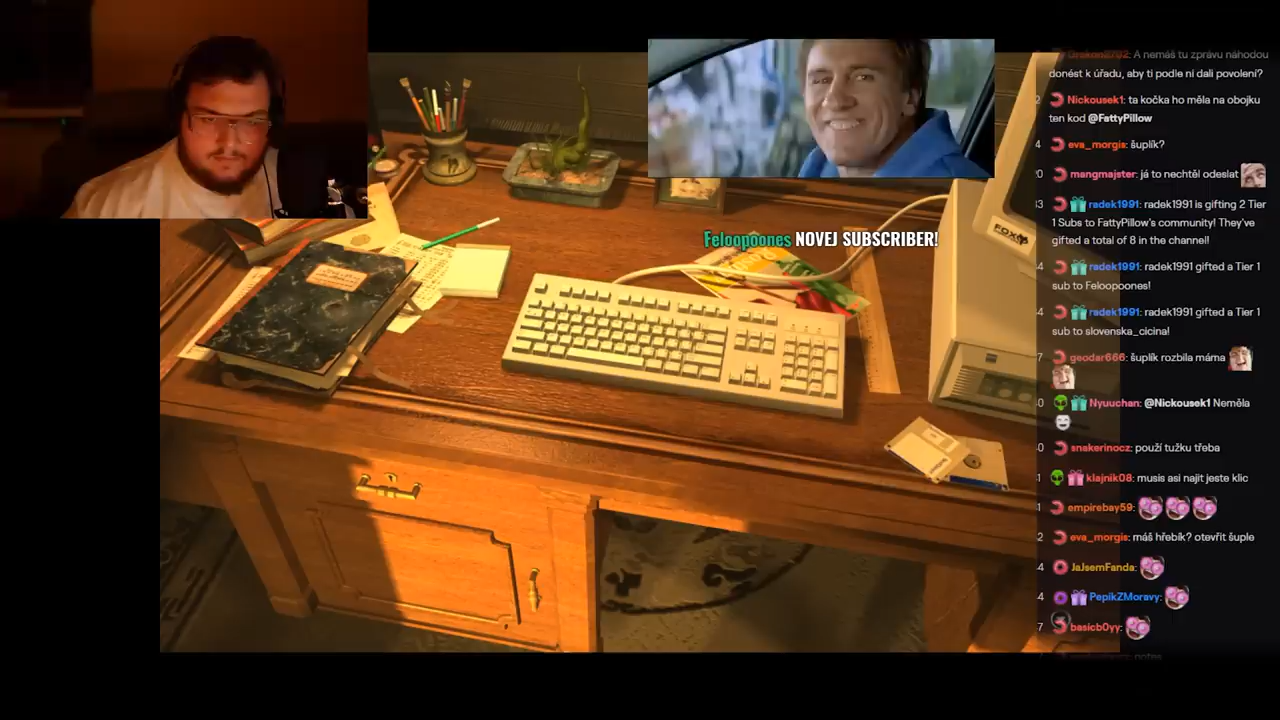 Drakon2792: A nemáš tu zprávu náhodou
donést k úřadu, aby ti podle ní dali povolení?
Nickousek1: ta kočka ho měla na obojku
ten kod @FattyPillow
eva_morgis: šuplík?
mangmajster: já to nechtěl odeslat
radek1991: radek1991 is gifting 2 Tier
1 Subs to FattyPillow's community! They've
gifted a total of 8 in the channel!
radek1991: radek1991 gifted a Tier 1
sub to Feloopoones!
radek1991: radek1991 gifted a Tier 1
sub to slovenska_cicina!
geodar666: šuplík rozbila máma
Nyuuchan: @Nickousek1 Neměla
snakerinocz: použí tužku třeba
klajnik08: musis asi najit jeste klic
empirebay59:
eva_morgis: máš hřebík? otevřit šuple
JaJsemFanda:
PepikZMoravy:
basicb0yy:
Feloopoones NOVEJ SUBSCRIBER!
FOX